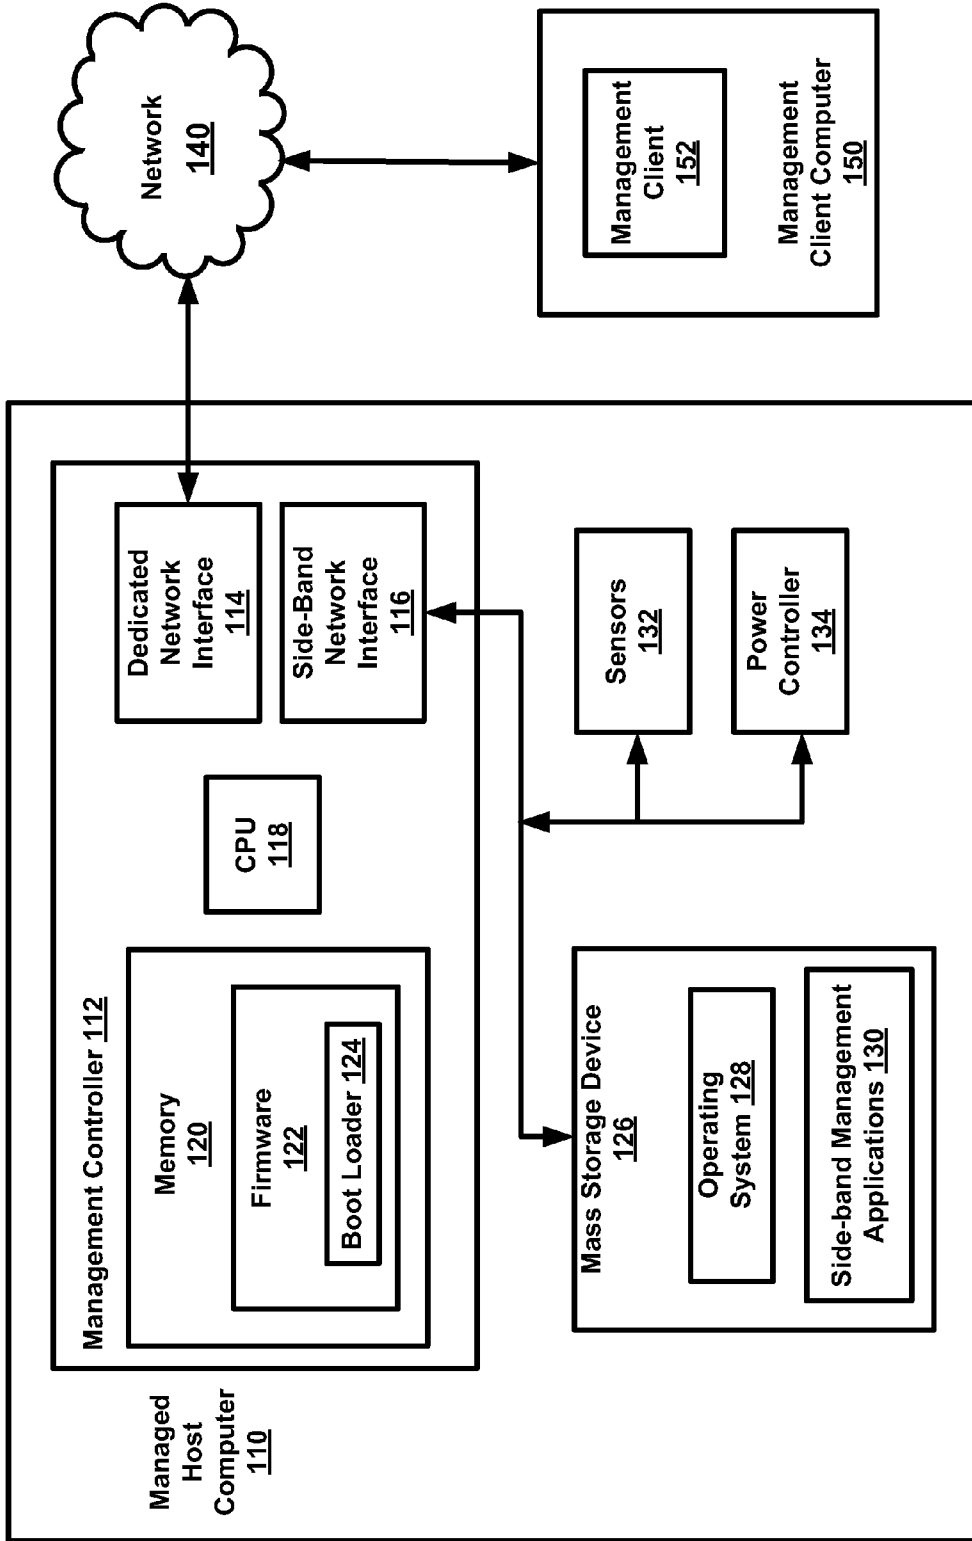 Managed
Host
Computer
110
Management Controller 112
Memory
120
Firmware
122
Boot Loader 124
CPU
118
Dedicated
Network
Interface
114
Side-Band
Network
Interface
116
Mass Storage Device
126
Operating
System 128
Side-band Management
Applications 130
Sensors
132
Power
Controller
134
Network
140
Management
Client
152
Management
Client Computer
150